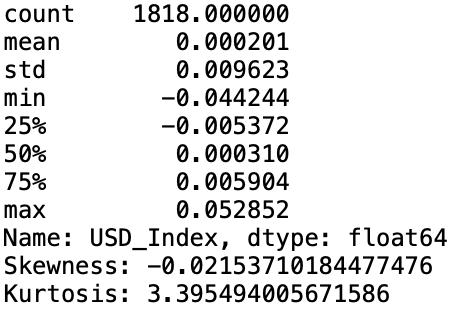 count 1818.000000
mean 0.000201
std 0.009623
min -0.044244
25% -0.005372
50% 0.000310
75% 0.005904
max 0.052852
Name: USD_Index, dtype: float64
Skewness: -0.02153710184477476
Kurtosis: 3.395494005671586